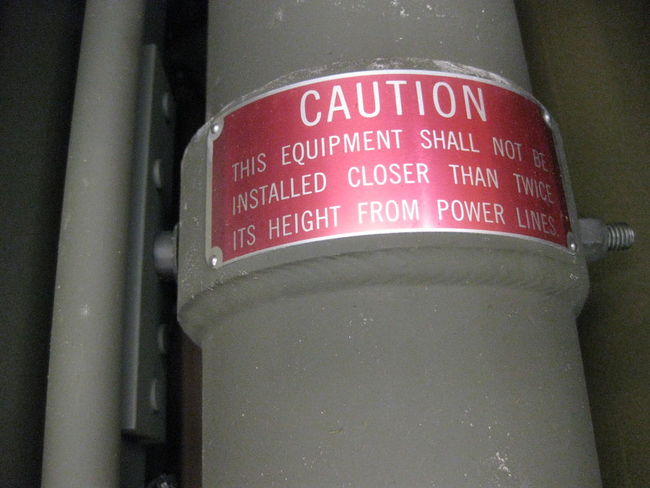 CAUTION
THIS EQUIPMENT SHALL NOT BE
INSTALLED CLOSER THAN TWICE
ITS HEIGHT FROM POWER LINES.